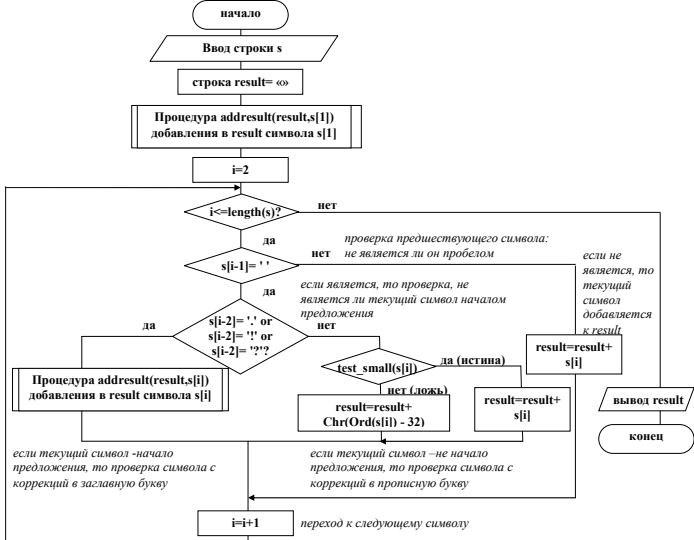 начало
Ввод строки s
строка result= «»
Процедура addresult(result,s[1])
добавления в result символа s[1]
i=2
i<=length(s)?
нет
да
s[i-1]= ' '
нет
проверка предшествующего символа:
не является ли он пробелом
если не
является, то
текущий
символ
добавляется
к result
да
если является, то проверка, не
является ли текущий символ началом
предложения
да
s[i-2]= '.' or
s[i-2]= '!' or
s[i-2]= '?'?
нет
test_small(s[i])
да (истина)
нет (ложь)
result=result+
s[i]
Процедура addresult(result,s[i])
добавления в result символа s[i]
result=result+
Chr(Ord(s[i]) - 32)
result=result+
s[i]
вывод result
конец
если текущий символ -начало
предложения, то проверка символа с
коррекций в заглавную букву
если текущий символ –не начало
предложения, то проверка символа с
коррекций в прописную букву
i=i+1
переход к следующему символу